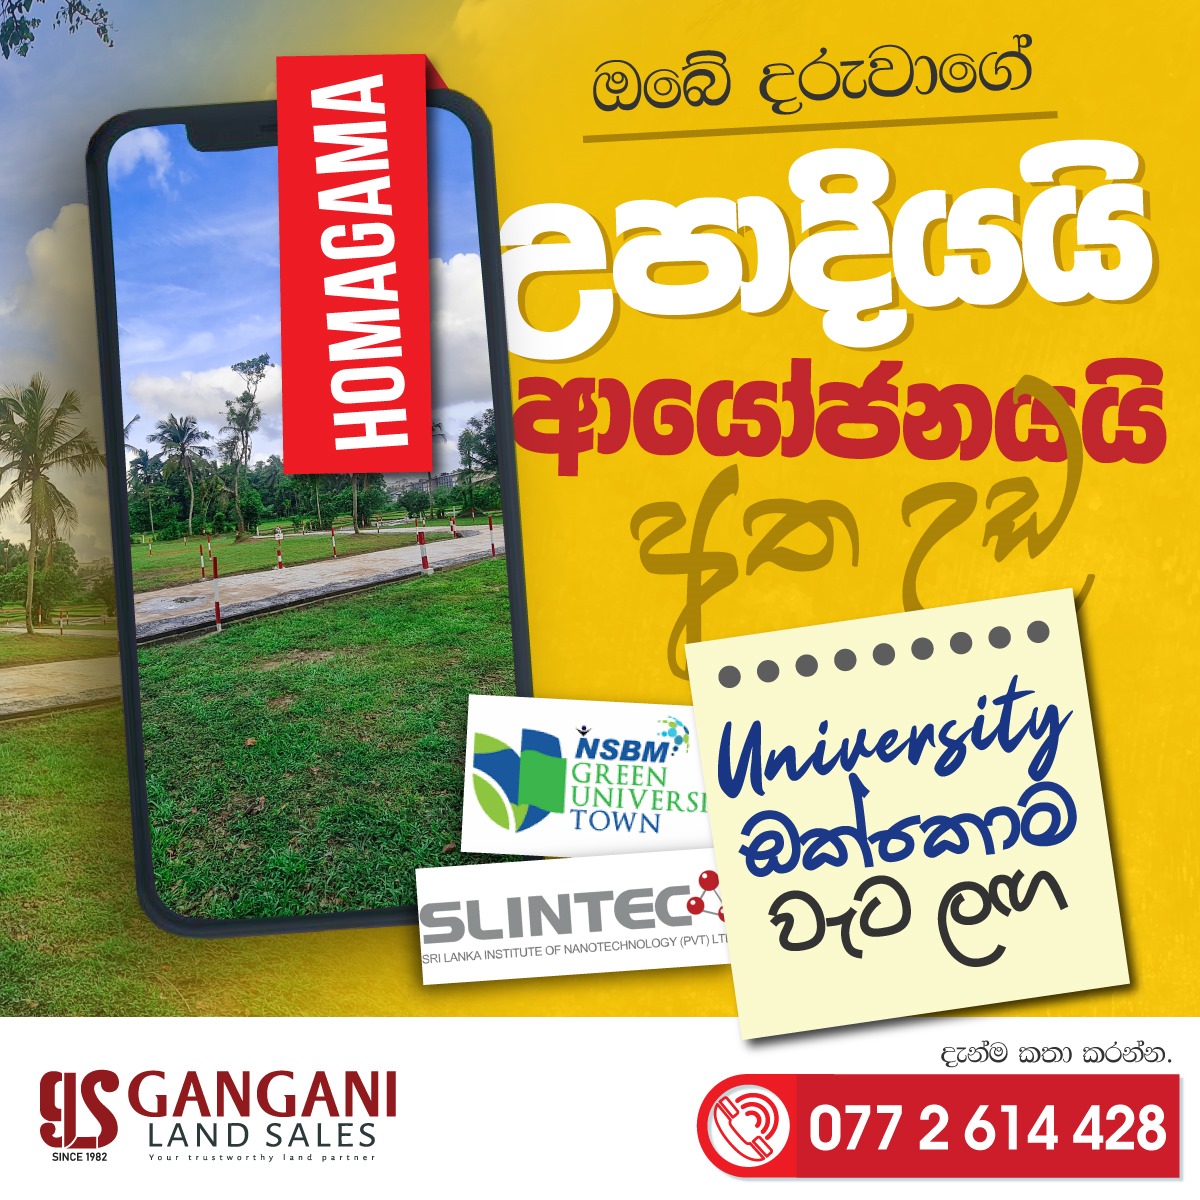 HOMAGAMA
ඔබේ දරුවාගේ
උපාදියයි
ආයෝජනයයි
අත උඩ
NSBM
GREEN
UNIVERSI
TOWN
SLINTEC
SRI LANKA INSTITUTE OF NANOTECHNOLOGY (PVT) LT
University
ඔක්කොම
වැට ලඟ
දැන්ම කතා කරන්න.
077 2 614 428
gLS
SINCE 1982
GANGANI
LAND SALES
Your trustworthy land partner